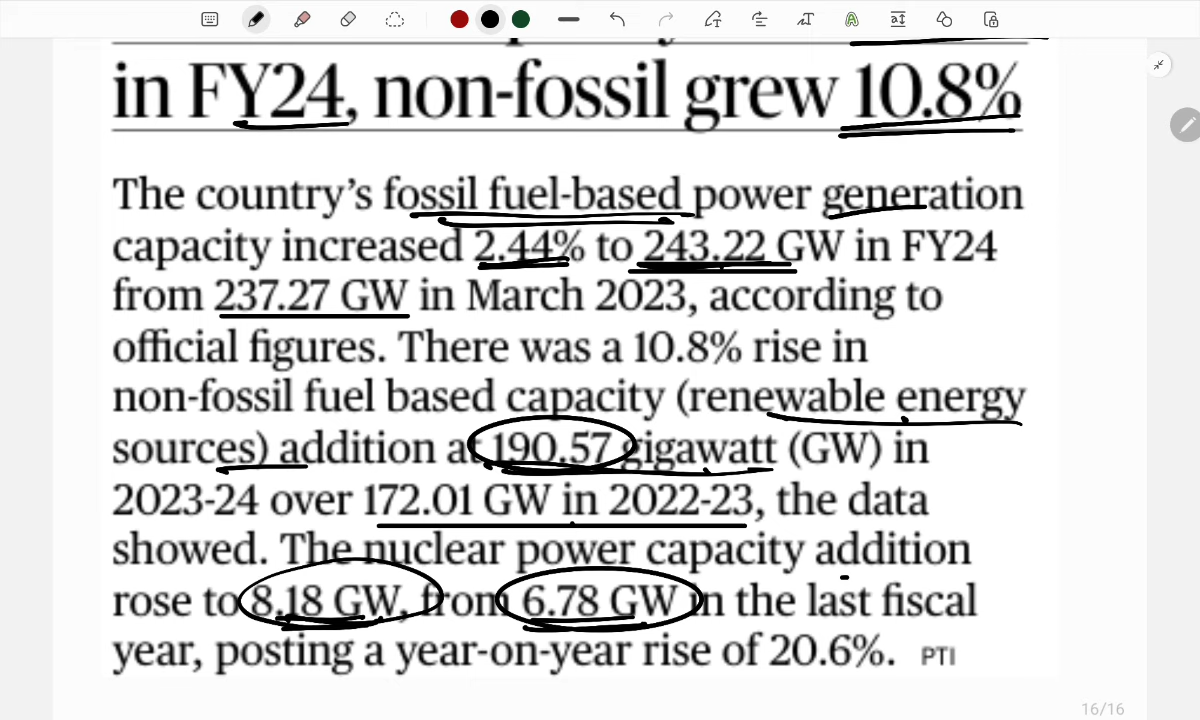 in FY24, non-fossil grew 10.8%
The country’s fossil fuel-based power generation
capacity increased 2.44% to 243.22 GW in FY24
from 237.27 GW in March 2023, according to
official figures. There was a 10.8% rise in
non-fossil fuel based capacity (renewable energy
sources) addition at 190.57 gigawatt (GW) in
2023-24 over 172.01 GW in 2022-23, the data
showed. The nuclear power capacity addition
rose to 8.18 GW, from 6.78 GW in the last fiscal
year, posting a year-on-year rise of 20.6%. PTI
16/16